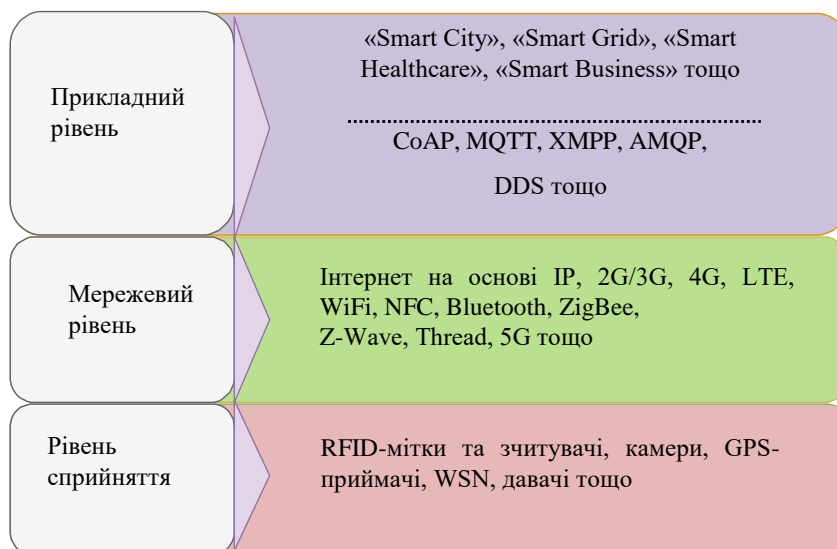 Прикладний
рівень
«Smart City», «Smart Grid», «Smart
Healthcare», «Smart Business» тощо
CoAP, MQTT, XMPP, AMQP,
DDS тощо
Мережевий
рівень
Інтернет на основі IP, 2G/3G, 4G, LTE,
WiFi, NFC, Bluetooth, ZigBee,
Z-Wave, Thread, 5G тощо
Рівень
сприйняття
RFID-мітки та зчитувачі, камери, GPS-
приймачі, WSN, давачі тощо